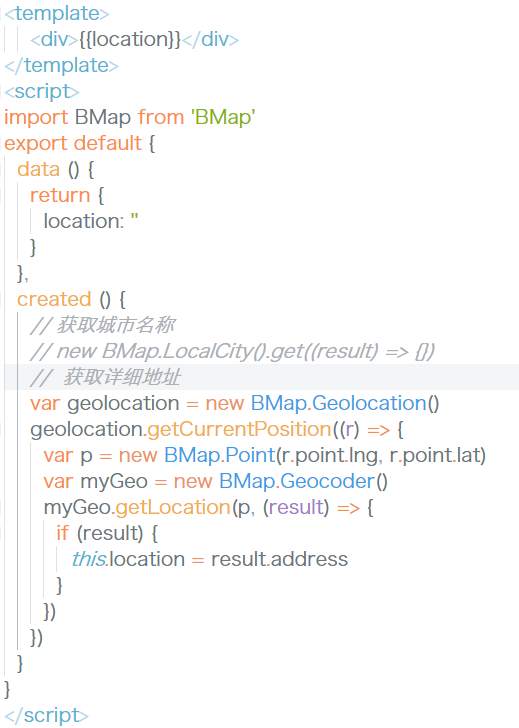 <template>
    <div>{{location}}</div>
</template>
<script>
import BMap from 'BMap'
export default {
  data () {
    return {
      location: ''
    }
  },
  created () {
    // 获取城市名称
    // new BMap.LocalCity().get((result) => {})
    //  获取详细地址
    var geolocation = new BMap.Geolocation()
    geolocation.getCurrentPosition((r) => {
      var p = new BMap.Point(r.point.lng, r.point.lat)
      var myGeo = new BMap.Geocoder()
      myGeo.getLocation(p, (result) => {
        if (result) {
          this.location = result.address
        }
      })
    })
  }
}
</script>